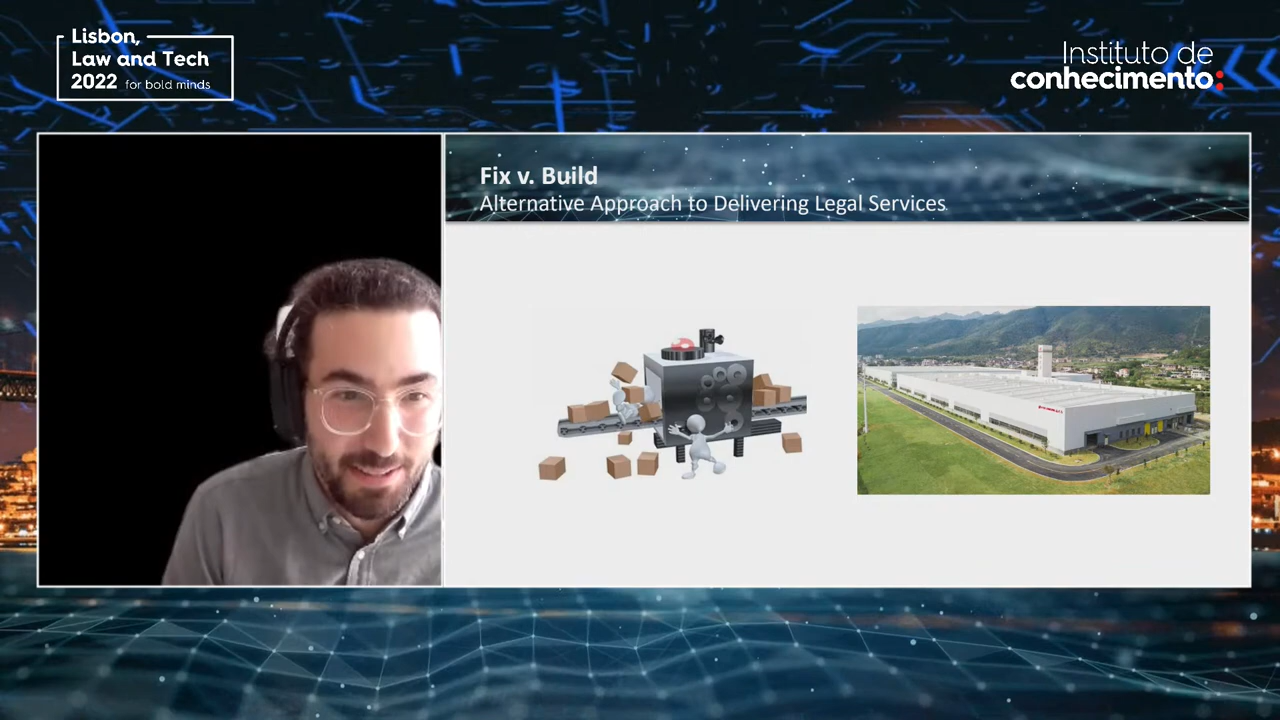 Lisbon,
Law and Tech
2022 for bold minds
Instituto de
conhecimento:
Fix v. Build
Alternative Approach to Delivering Legal Services